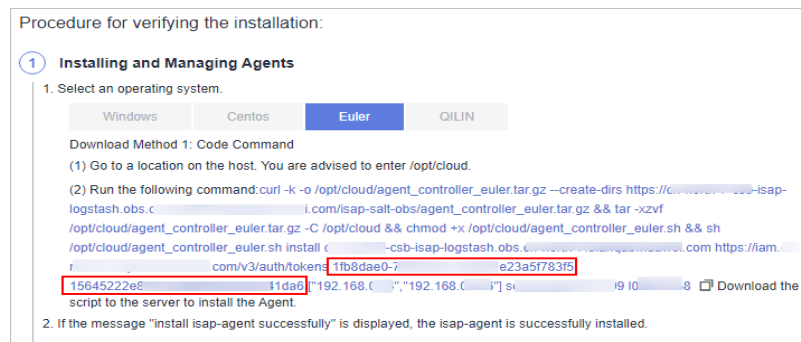 Procedure for verifying the installation:
1 Installing and Managing Agents
1. Select an operating system.
Windows Centos Euler QILIN
Download Method 1: Code Command
(1) Go to a location on the host. You are advised to enter /opt/cloud.
(2) Run the following command:curl -k -o /opt/cloud/agent_controller_euler.tar.gz --create-dirs https:// -isap-
logstash.obs. i.com/isap-salt-obs/agent_controller_euler.tar.gz && tar -xzvf
/opt/cloud/agent_controller_euler.tar.gz -C /opt/cloud && chmod +x /opt/cloud/agent_controller_euler.sh && sh
/opt/cloud/agent_controller_euler.sh install -csb-isap-logstash.obs. .com https://iam.
com/v3/auth/tokens 1fb8dae0-7 e23a5f783f5
15645222e8 41da6 ["192.168. ","192.168. "] Download the
script to the server to install the Agent.
2. If the message "install isap-agent successfully" is displayed, the isap-agent is successfully installed.